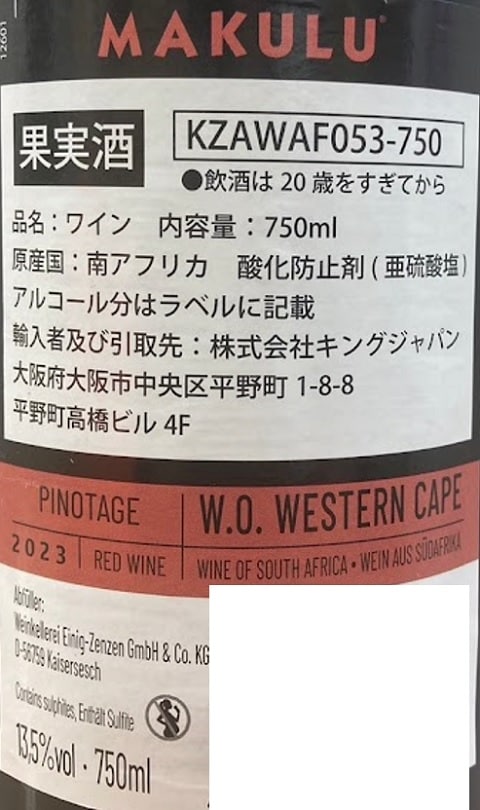 12601
MAKULU
果実酒
KZAWAF053-750
●飲酒は20歳をすぎてから
品名：ワイン　内容量：750ml
原産国：南アフリカ　酸化防止剤(亜硫酸塩)
アルコール分はラベルに記載
輸入者及び引取先：株式会社キングジャパン
大阪府大阪市中央区平野町 1-8-8
平野町高橋ビル 4F
PINOTAGE
W.O. WESTERN CAPE
2023 | RED WINE
WINE OF SOUTH AFRICA • WEIN AUS SÜDAFRIKA
Abfüller:
Weinkellerei Einig-Zenzen GmbH & Co. KG
D-56759 Kaisersesch
Contains sulphites, Enthält Sulfite
13,5%vol · 750ml